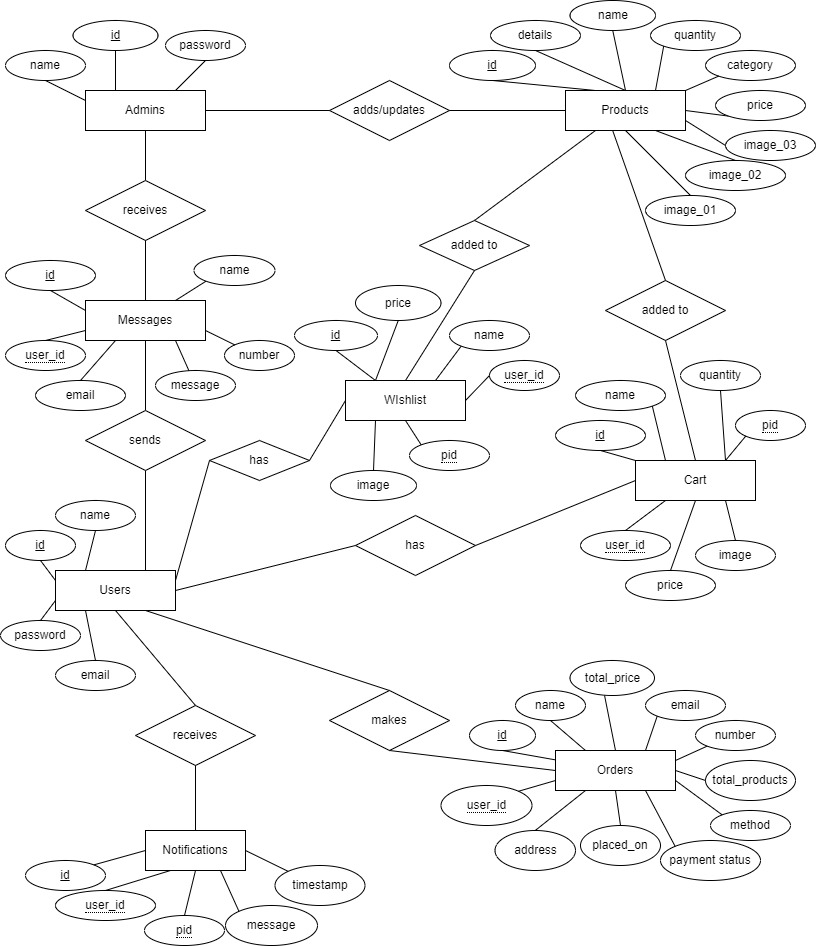 name
id
password
Admins
adds/updates
name
details
quantity
id
category
price
Products
image_03
image_02
image_01
receives
added to
added to
id
name
Messages
user_id
number
email
message
price
id
name
user_id
WIshlist
pid
image
sends
has
quantity
name
pid
id
Cart
user_id
image
price
has
name
id
Users
password
email
receives
makes
total_price
name
email
id
number
Orders
total_products
user_id
method
address
placed_on
payment status
Notifications
id
timestamp
user_id
pid
message